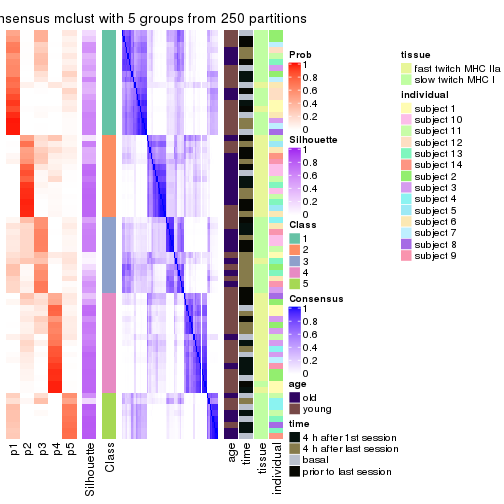 nsensus mclust with 5 groups from 250 partitions
Prob
1
0.8
0.6
0.4
0.2
0
Silhouette
1
0.8
0.6
0.4
0.2
0
Class
1
2
3
4
5
Consensus
1
0.8
0.6
0.4
0.2
0
age
old
young
time
4 h after 1st session
4 h after last session
basal
prior to last session
tissue
fast twitch MHC IIa
slow twitch MHC I
individual
subject 1
subject 10
subject 11
subject 12
subject 13
subject 14
subject 2
subject 3
subject 4
subject 5
subject 6
subject 7
subject 8
subject 9
p1
p2
p3
p4
p5
Silhouette
Class
age
time
tissue
individual